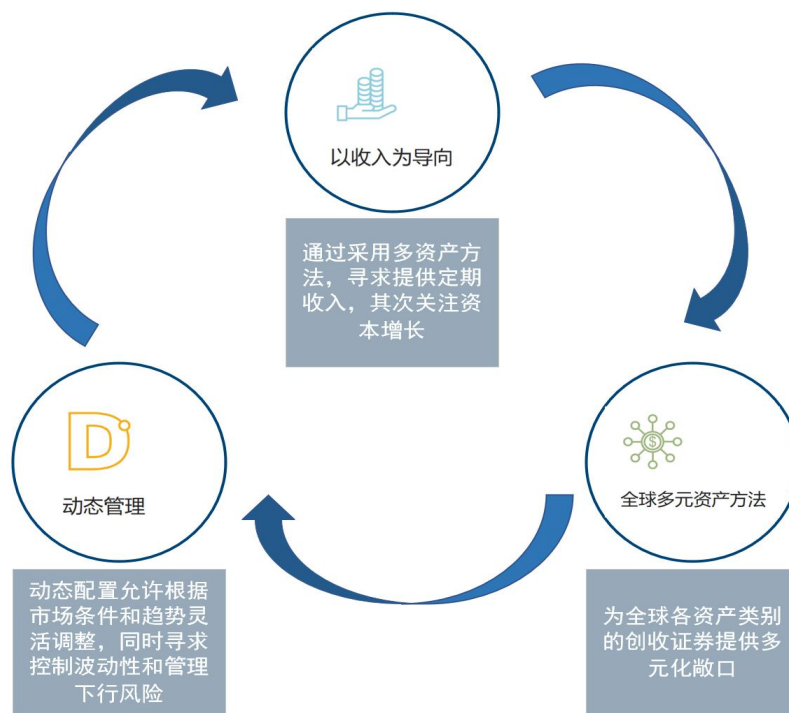 以收入为导向
通过采用多资产方
法，寻求提供定期
收入，其次关注资
本增长
动态管理
动态配置允许根据
市场条件和趋势灵
活调整，同时寻求
控制波动性和管理
下行风险
全球多元资产方法
为全球各资产类别
的创收证券提供多
元化敞口